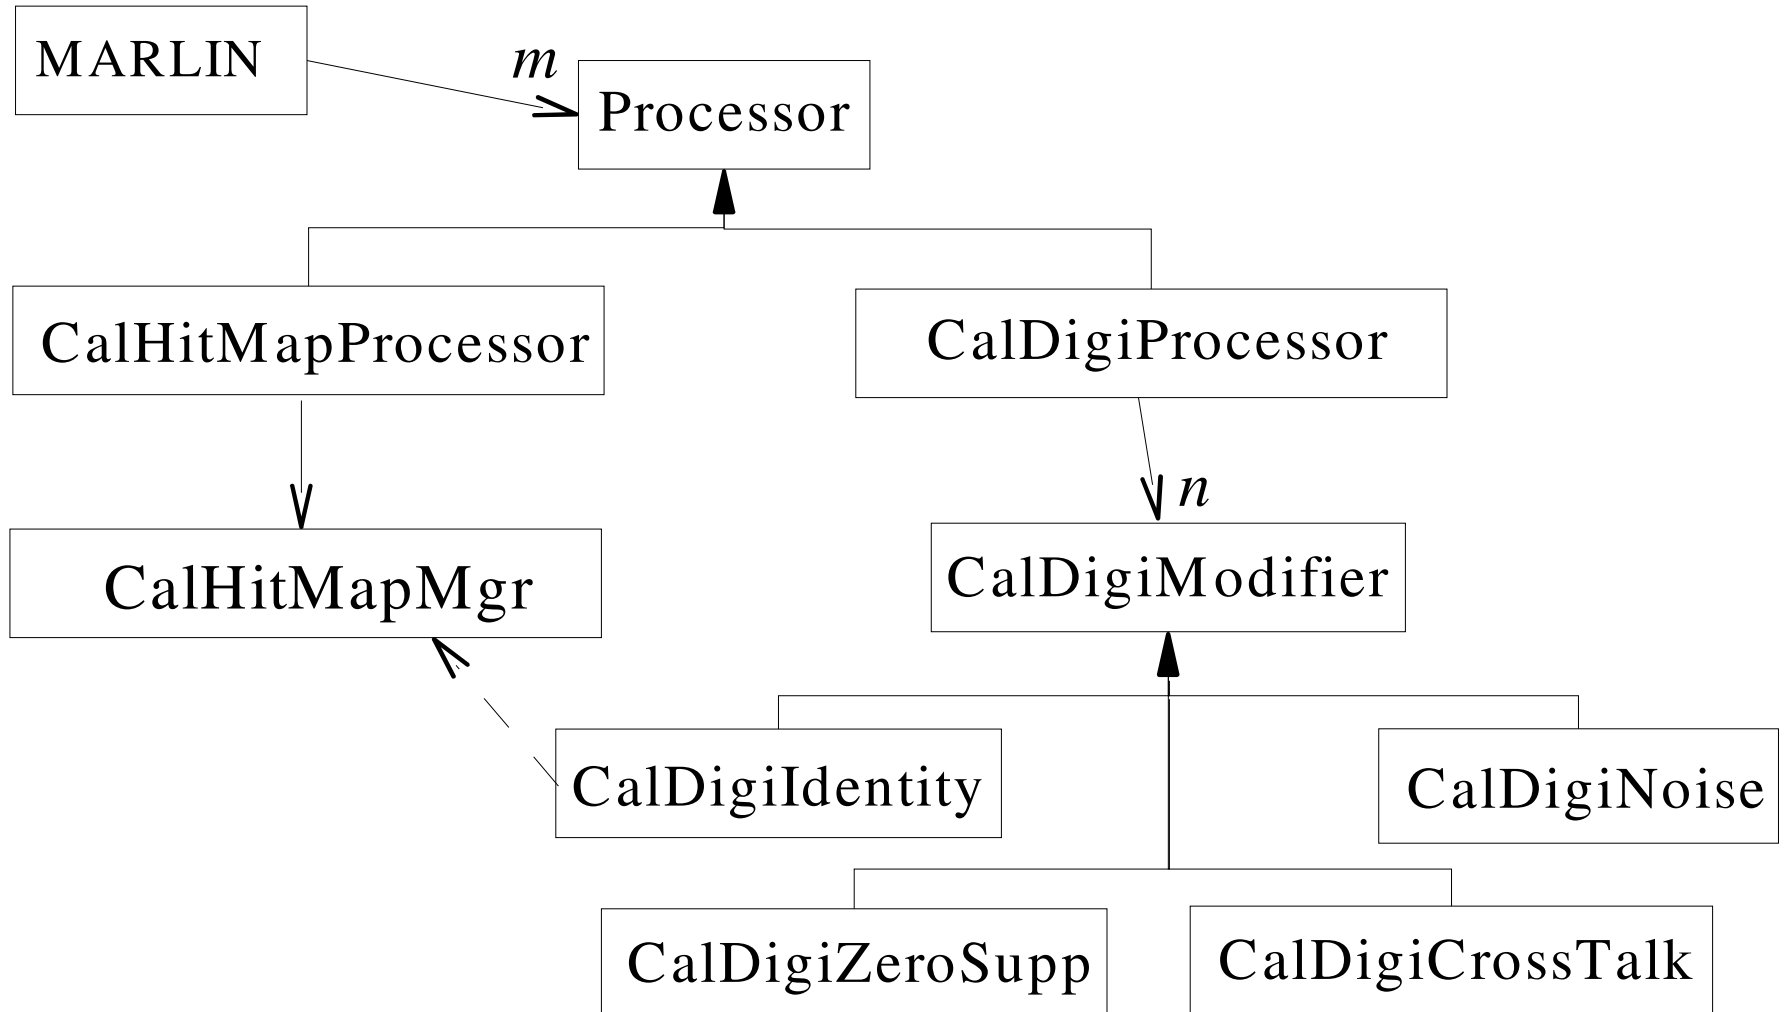 MARLIN
m
Processor
CalHitMapProcessor
CalDigiProcessor
n
CalHitMapMgr
CalDigiModifier
CalDigiIdentity
CalDigiNoise
CalDigiZeroSupp
CalDigiCrossTalk